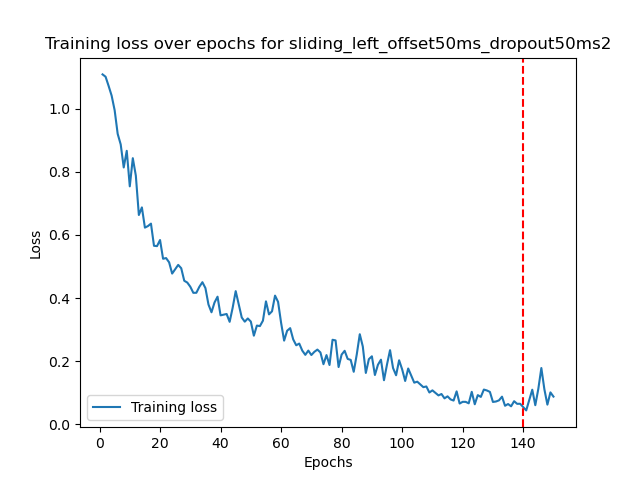 Training loss over epochs for sliding_left_offset50ms_dropout50ms2
1.0
0.8
0.6
0.4
0.2
0.0
Loss
Training loss
0 20 40 60 80 100 120 140
Epochs